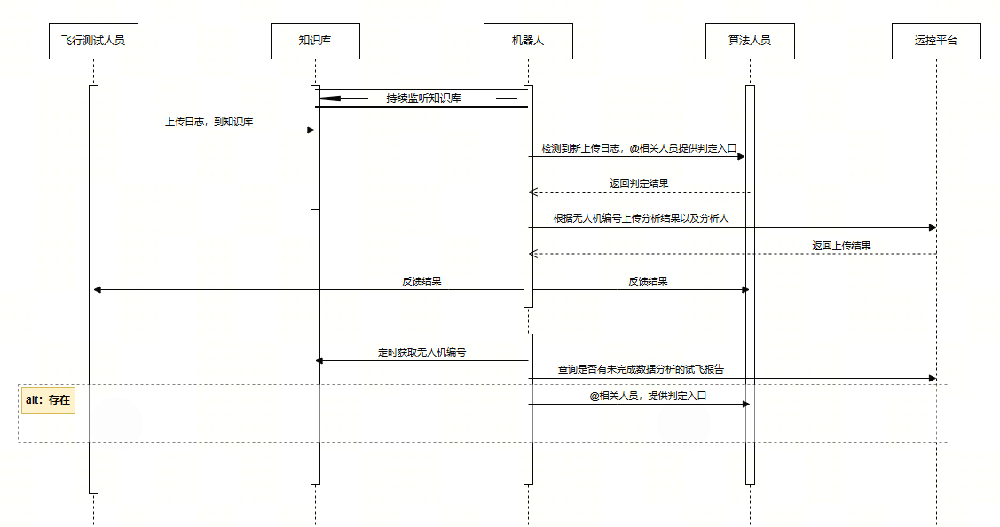 飞行测试人员
知识库
机器人
算法人员
运控平台
持续监听知识库
上传日志，到知识库
检测到新上传日志，@相关人员提供判定入口
返回判定结果
根据无人机编号上传分析结果以及分析人
返回上传结果
反馈结果
反馈结果
定时获取无人机编号
查询是否有未完成数据分析的试飞报告
alt：存在
@相关人员，提供判定入口